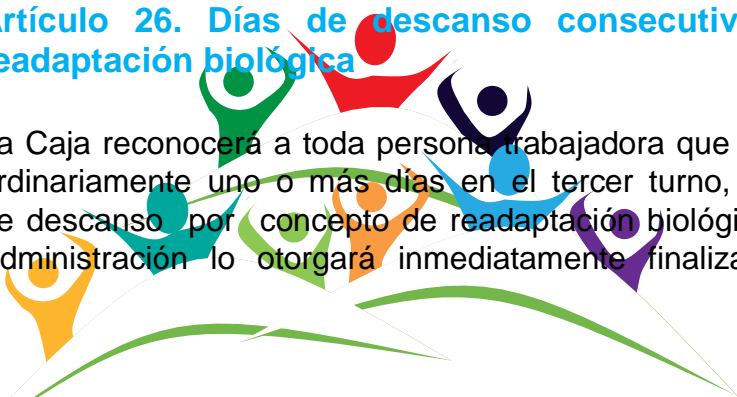 rtículo 26. Días de descanso consecutiv
eadaptación biológica
a Caja reconocerá a toda persona trabajadora que
rdinariamente uno o más días en el tercer turno,
e descanso por concepto de readaptación biológi
dministración lo otorgará inmediatamente finaliza